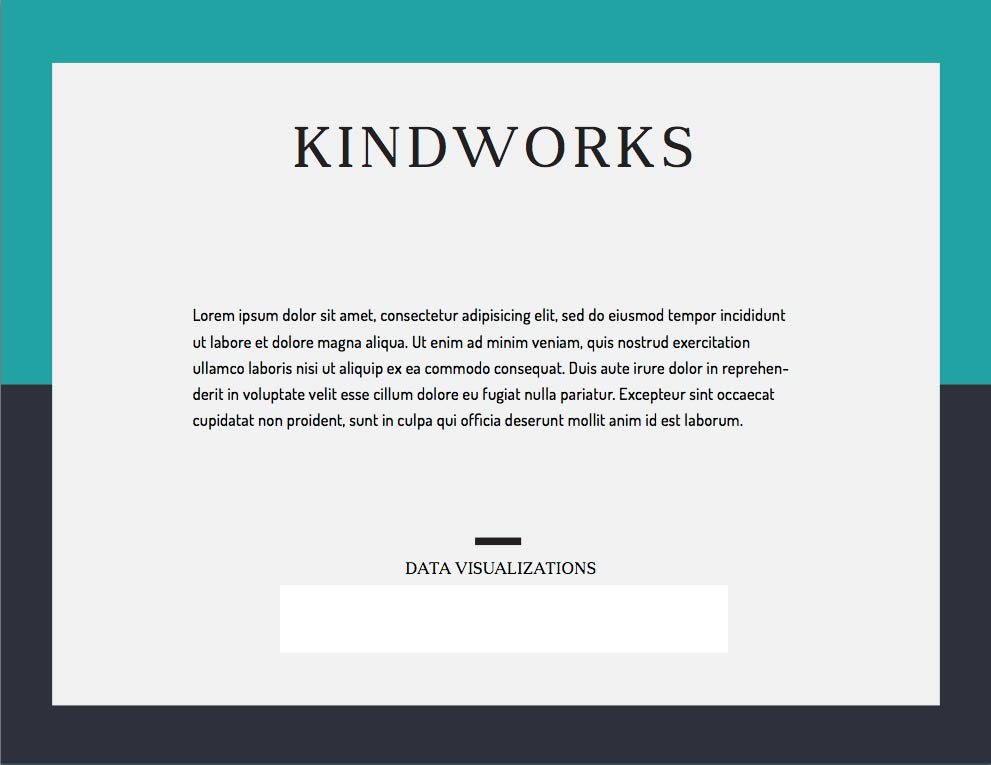 KINDWORKS
Lorem ipsum dolor sit amet, consectetur adipisicing elit, sed do eiusmod tempor incididunt
ut labore et dolore magna aliqua. Ut enim ad minim veniam, quis nostrud exercitation
ullamco laboris nisi ut aliquip ex ea commodo consequat. Duis aute irure dolor in reprehen-
derit in voluptate velit esse cillum dolore eu fugiat nulla pariatur. Excepteur sint occaecat
cupidatat non proident, sunt in culpa qui officia deserunt mollit anim id est laborum.
DATA VISUALIZATIONS